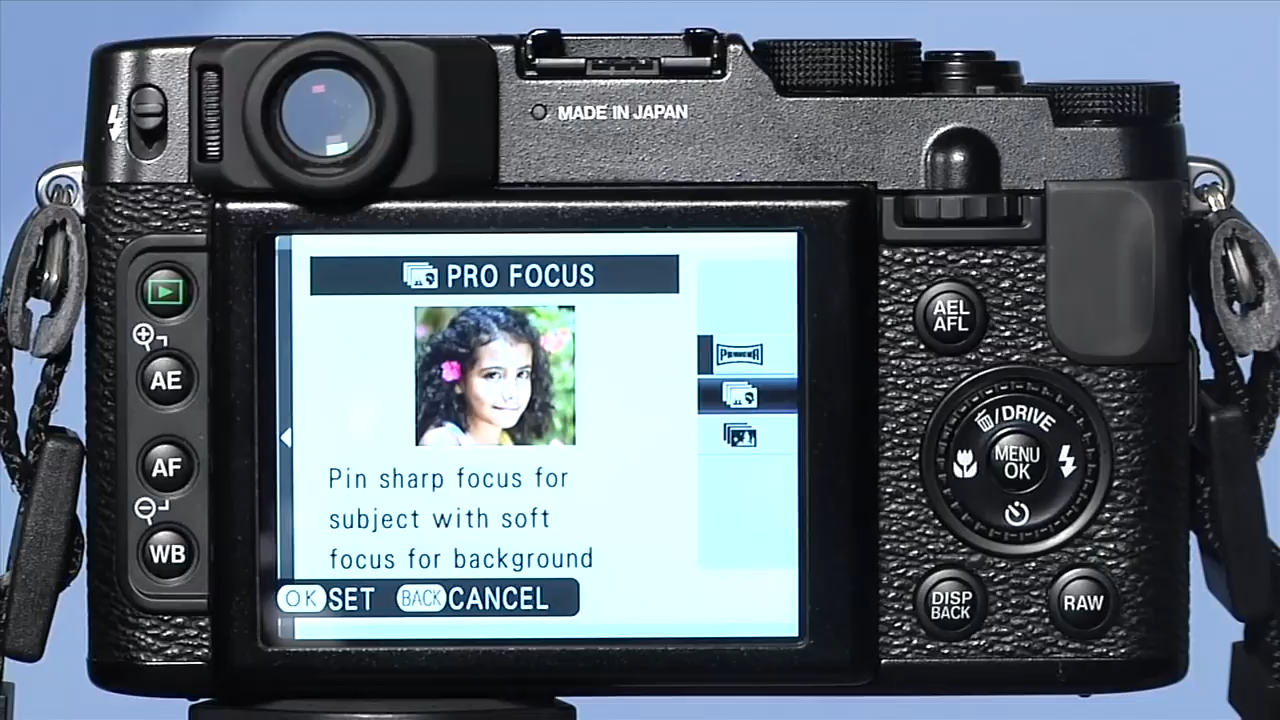 MADE IN JAPAN
PRO FOCUS
PANORAMA
Pin sharp focus for
subject with soft
focus for background
OK SET BACK CANCEL
AE
AF
WB
AEL
AFL
/DRIVE
MENU
OK
DISP
BACK
RAW